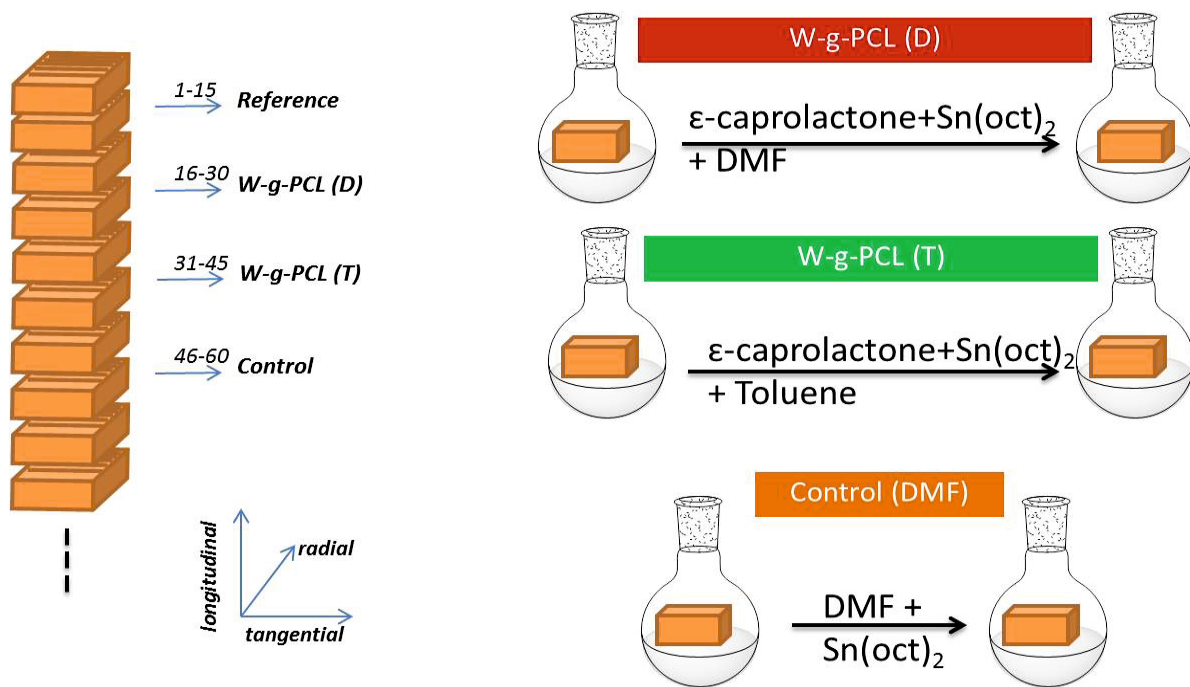 1-15
Reference
16-30
W-g-PCL (D)
31-45
W-g-PCL (T)
46-60
Control
longitudinal
radial
tangential
W-g-PCL (D)
ε-caprolactone+Sn(oct)₂
+ DMF
W-g-PCL (T)
ε-caprolactone+Sn(oct)₂
+ Toluene
Control (DMF)
DMF +
Sn(oct)₂